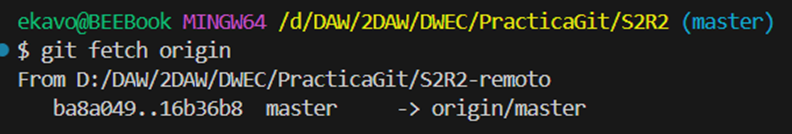 ekavo@BEEBook MINGW64 /d/DAW/2DAW/DWEC/PracticaGit/S2R2 (master)
$ git fetch origin
From D:/DAW/2DAW/DWEC/PracticaGit/S2R2-remoto
   ba8a049..16b36b8  master     -> origin/master